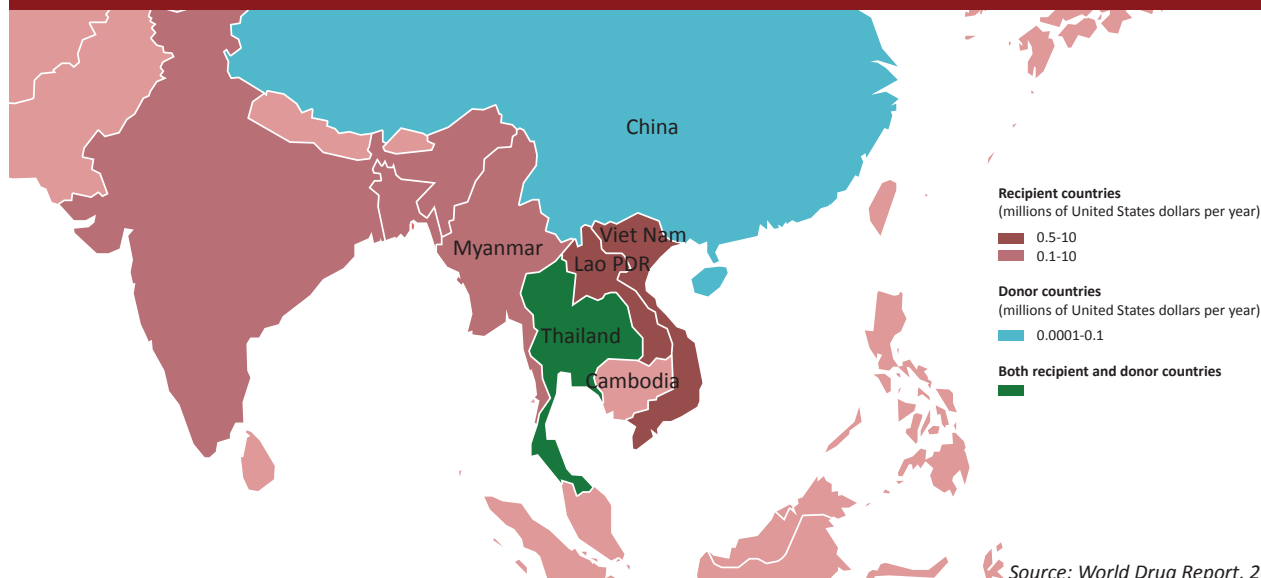 China
Viet Nam
Myanmar
Lao PDR
Thailand
Cambodia
Recipient countries
(millions of United States dollars per year)
0.5-10
0.1-10
Donor countries
(millions of United States dollars per year)
0.0001-0.1
Both recipient and donor countries
Source: World Drug Report, 2